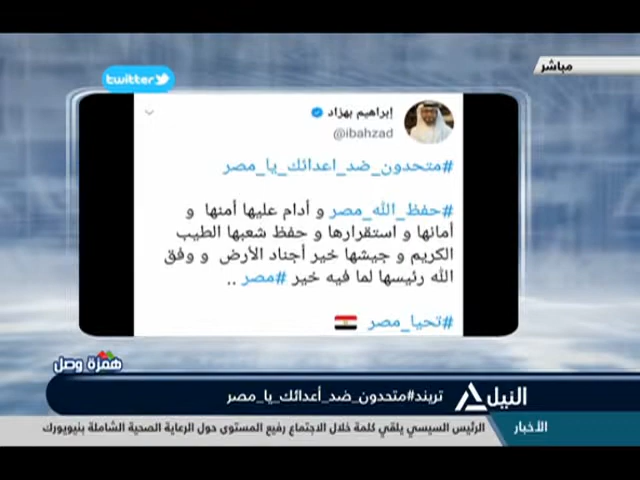 مباشر
twitter
إبراهيم بهزاد
@ibahzad
#متحدون_ضد_اعدائك_يا_مصر
#حفظ_الله_مصر و أدام عليها أمنها و
أمانها و استقرارها و حفظ شعبها الطيب
الكريم و جيشها خير أجناد الأرض و وفق
الله رئيسها لما فيه خير #مصر ..
#تحيا_مصر
همزة وصل
النيل
تريند#متحدون_ضد_أعدائك_يا_مصر
الأخبار
الرئيس السيسي يلقي كلمة خلال الاجتماع رفيع المستوى حول الرعاية الصحية الشاملة بنيويورك